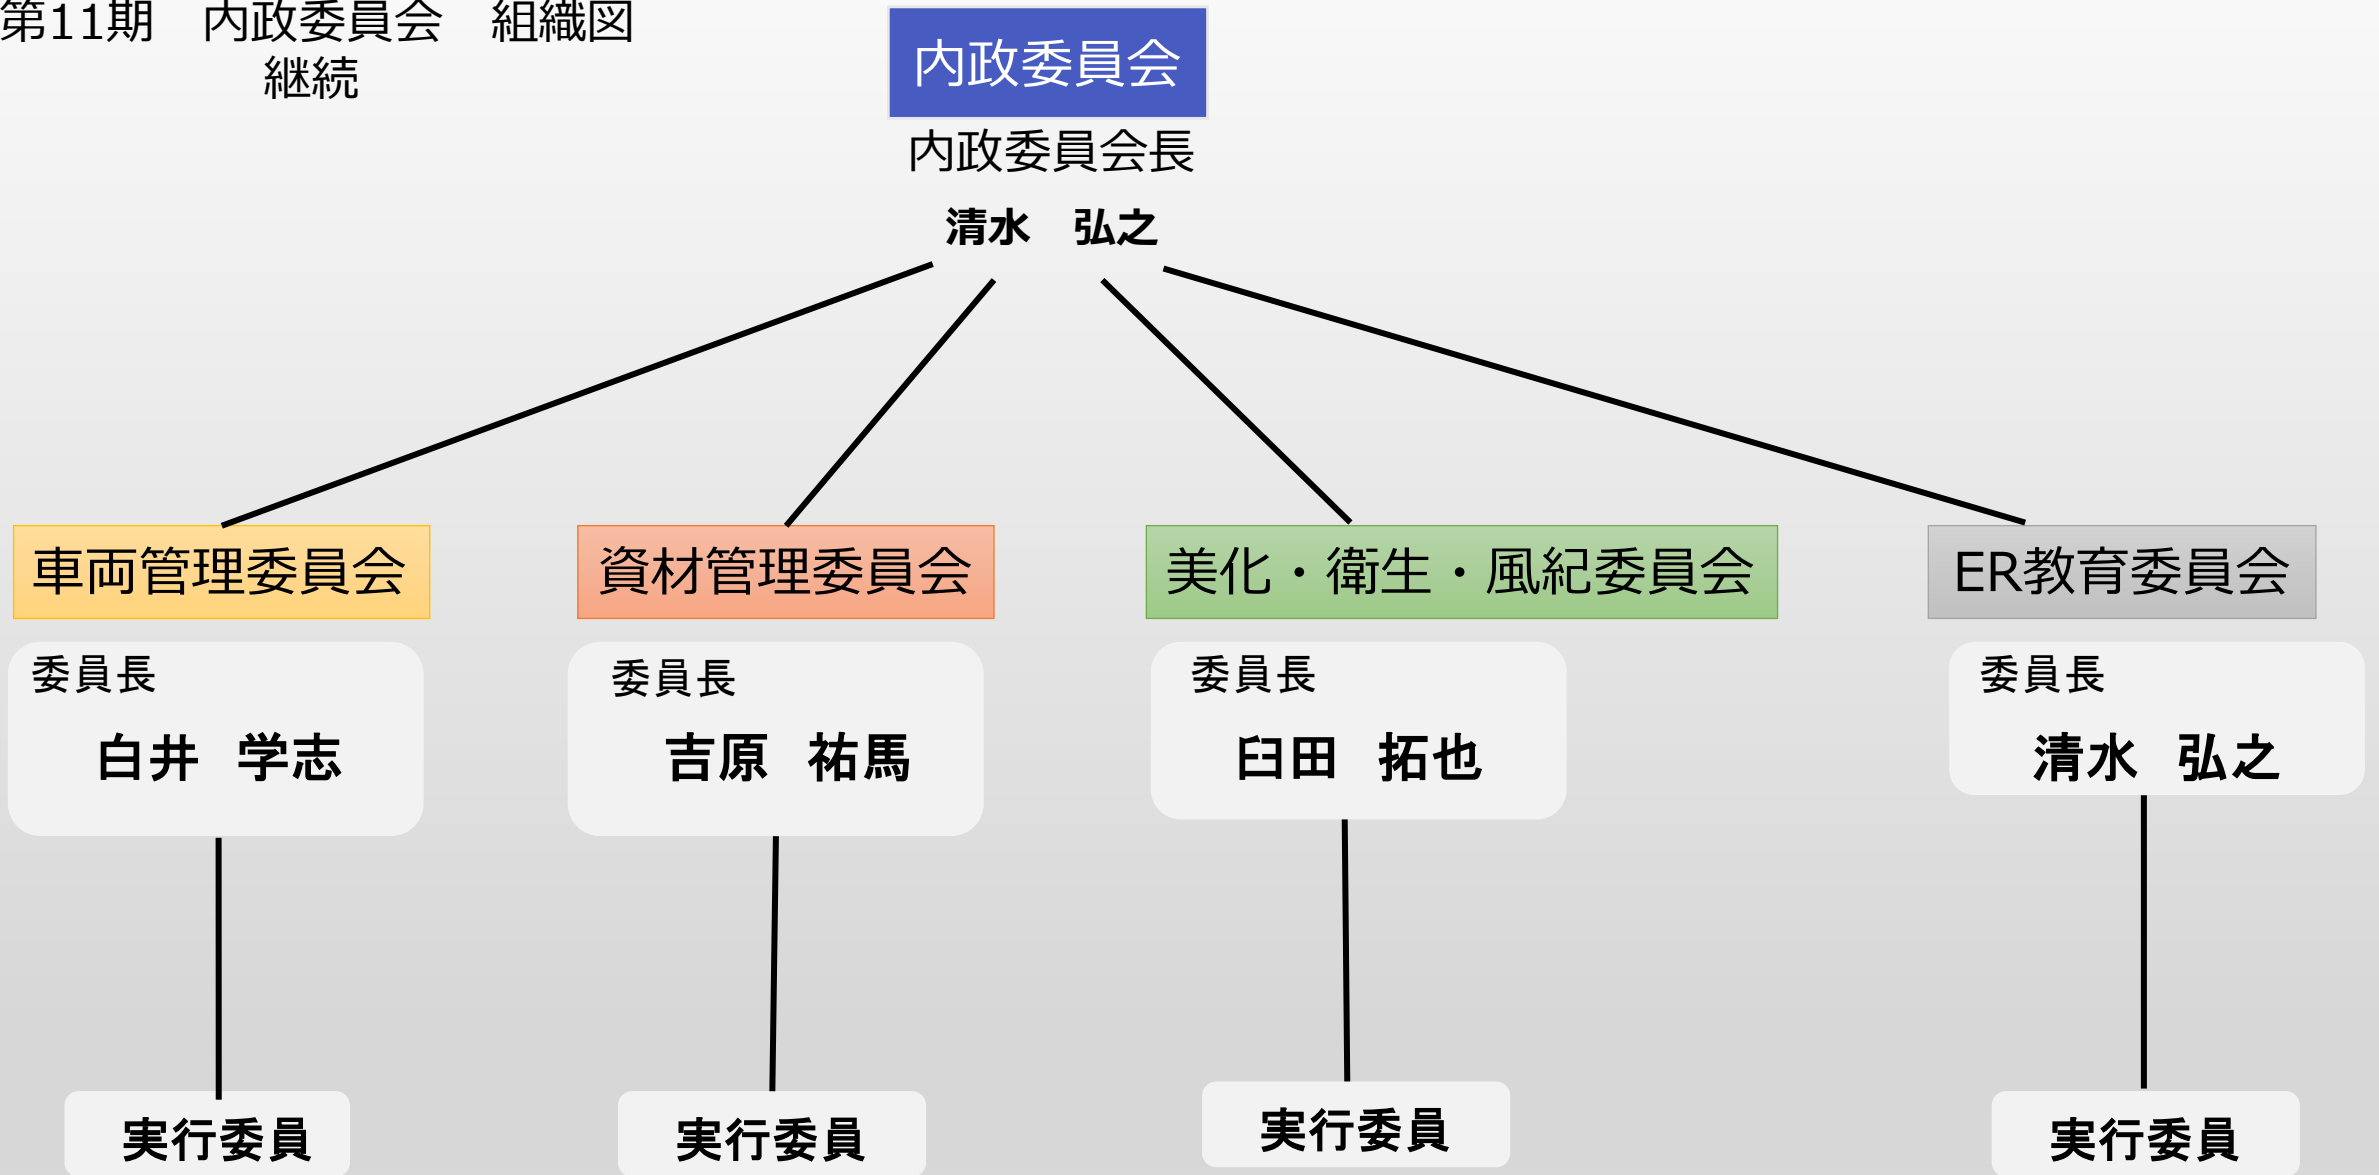 第11期　内政委員会　組織図
継続
内政委員会
内政委員会長
清水　弘之
車両管理委員会
資材管理委員会
美化・衛生・風紀委員会
ER教育委員会
委員長
白井　学志
委員長
吉原　祐馬
委員長
臼田　拓也
委員長
清水　弘之
実行委員
実行委員
実行委員
実行委員